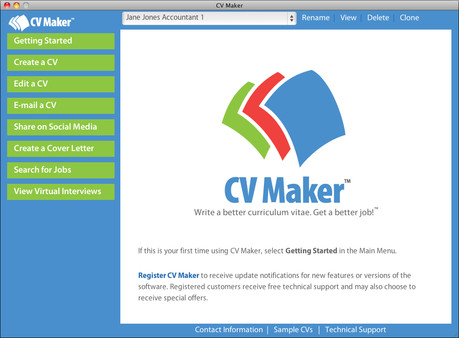 CV Maker
CV Maker™
Jane Jones Accountant 1
Rename | View | Delete | Clone
Getting Started
Create a CV
Edit a CV
E-mail a CV
Share on Social Media
Create a Cover Letter
Search for Jobs
View Virtual Interviews
CV Maker™
Write a better curriculum vitae. Get a better job!™
If this is your first time using CV Maker, select Getting Started in the Main Menu.
Register CV Maker to receive update notifications for new features or versions of the
software. Registered customers receive free technical support and may also choose to
receive special offers.
Contact Information | Sample CVs | Technical Support